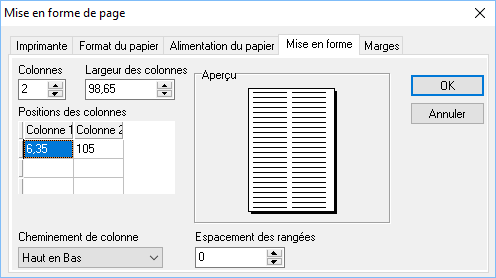 Mise en forme de page
Imprimante Format du papier Alimentation du papier Mise en forme Marges
Colonnes Largeur des colonnes
2 98,65
Aperçu
OK
Annuler
Positions des colonnes
Colonne 1 Colonne 2
6,35 105
Cheminement de colonne Espacement des rangées
Haut en Bas 0